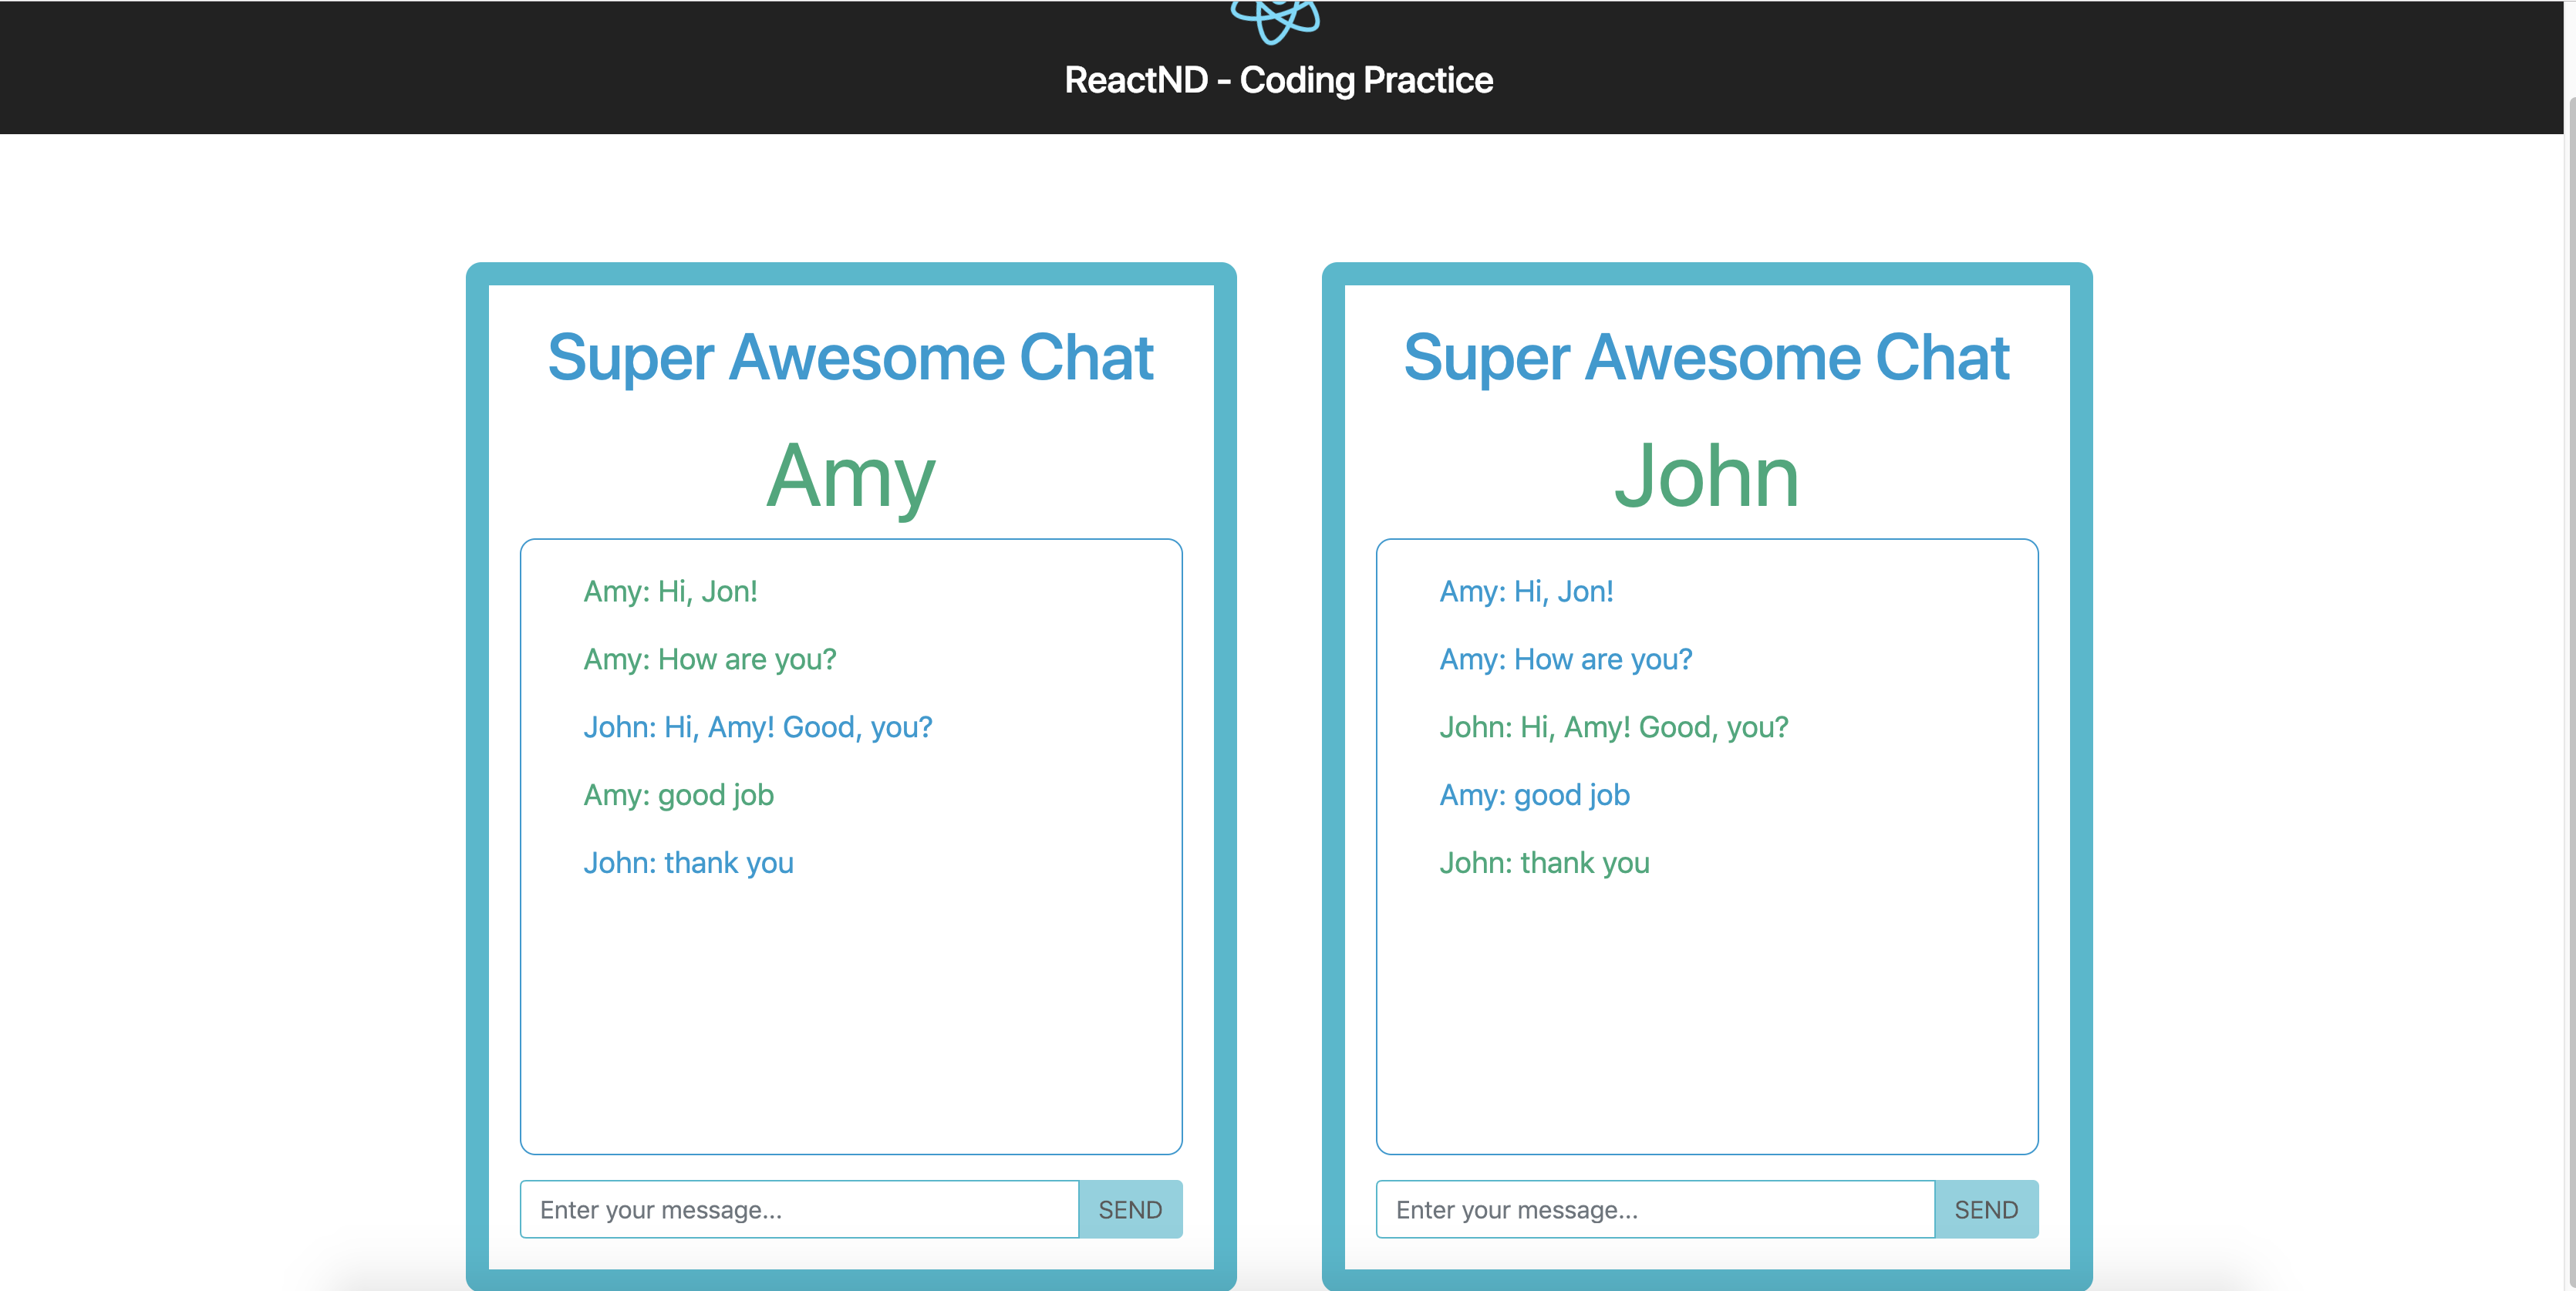 ReactND - Coding Practice
Super Awesome Chat
Amy
Amy: Hi, Jon!
Amy: How are you?
John: Hi, Amy! Good, you?
Amy: good job
John: thank you
Enter your message...
SEND
Super Awesome Chat
John
Amy: Hi, Jon!
Amy: How are you?
John: Hi, Amy! Good, you?
Amy: good job
John: thank you
Enter your message...
SEND